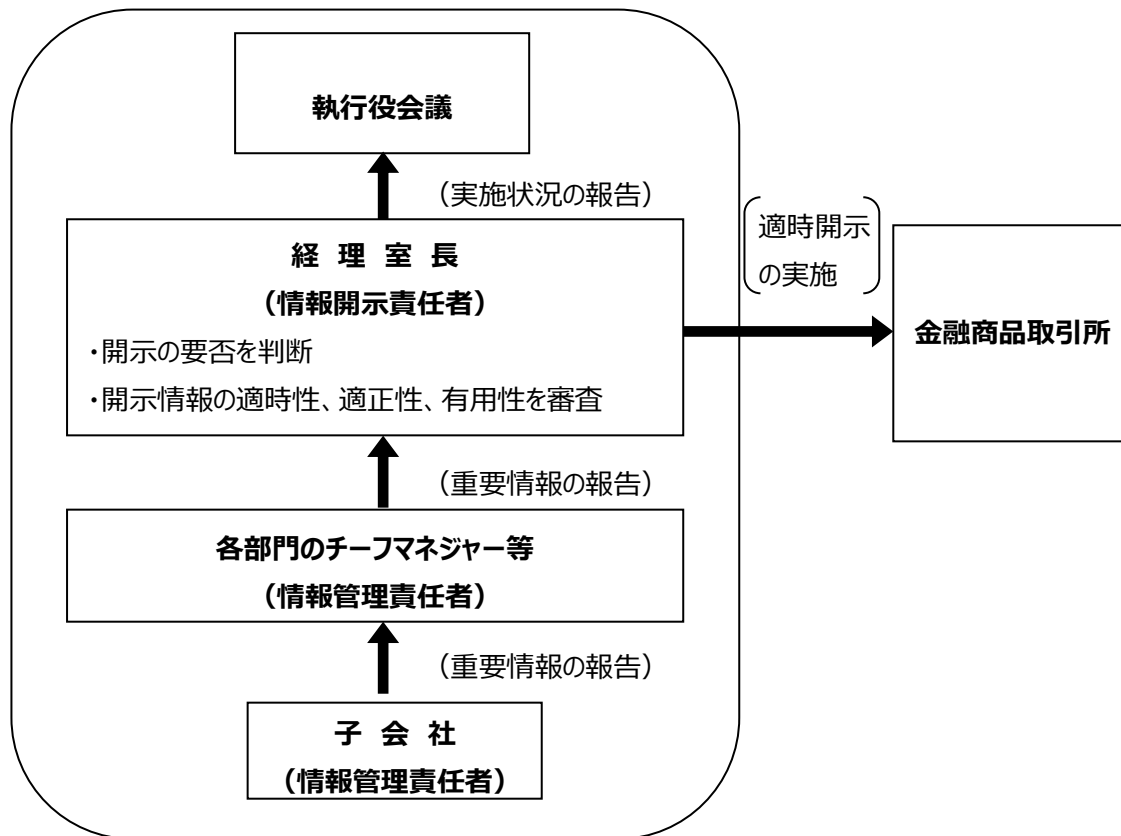 執行役会議
（実施状況の報告）
経 理 室 長
（情報開示責任者）
・開示の要否を判断
・開示情報の適時性、適正性、有用性を審査
適時開示
の実施
金融商品取引所
（重要情報の報告）
各部門のチーフマネジャー等
（情報管理責任者）
（重要情報の報告）
子 会 社
（情報管理責任者）